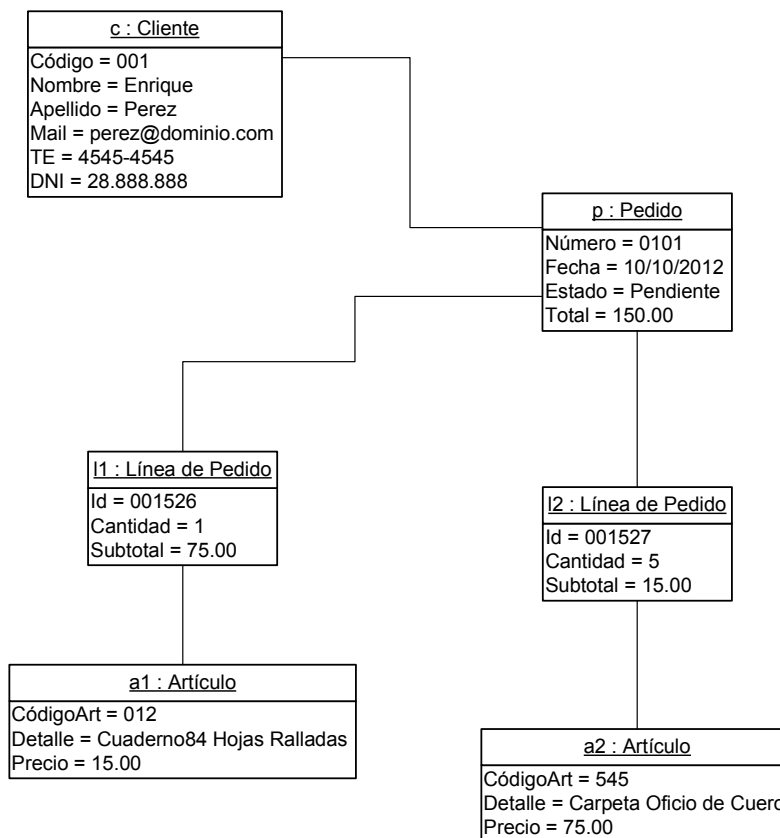 c : Cliente
Código = 001
Nombre = Enrique
Apellido = Perez
Mail = perez@dominio.com
TE = 4545-4545
DNI = 28.888.888
p : Pedido
Número = 0101
Fecha = 10/10/2012
Estado = Pendiente
Total = 150.00
l1 : Línea de Pedido
Id = 001526
Cantidad = 1
Subtotal = 75.00
l2 : Línea de Pedido
Id = 001527
Cantidad = 5
Subtotal = 15.00
a1 : Artículo
CódigoArt = 012
Detalle = Cuaderno84 Hojas Ralladas
Precio = 15.00
a2 : Artículo
CódigoArt = 545
Detalle = Carpeta Oficio de Cuero
Precio = 75.00